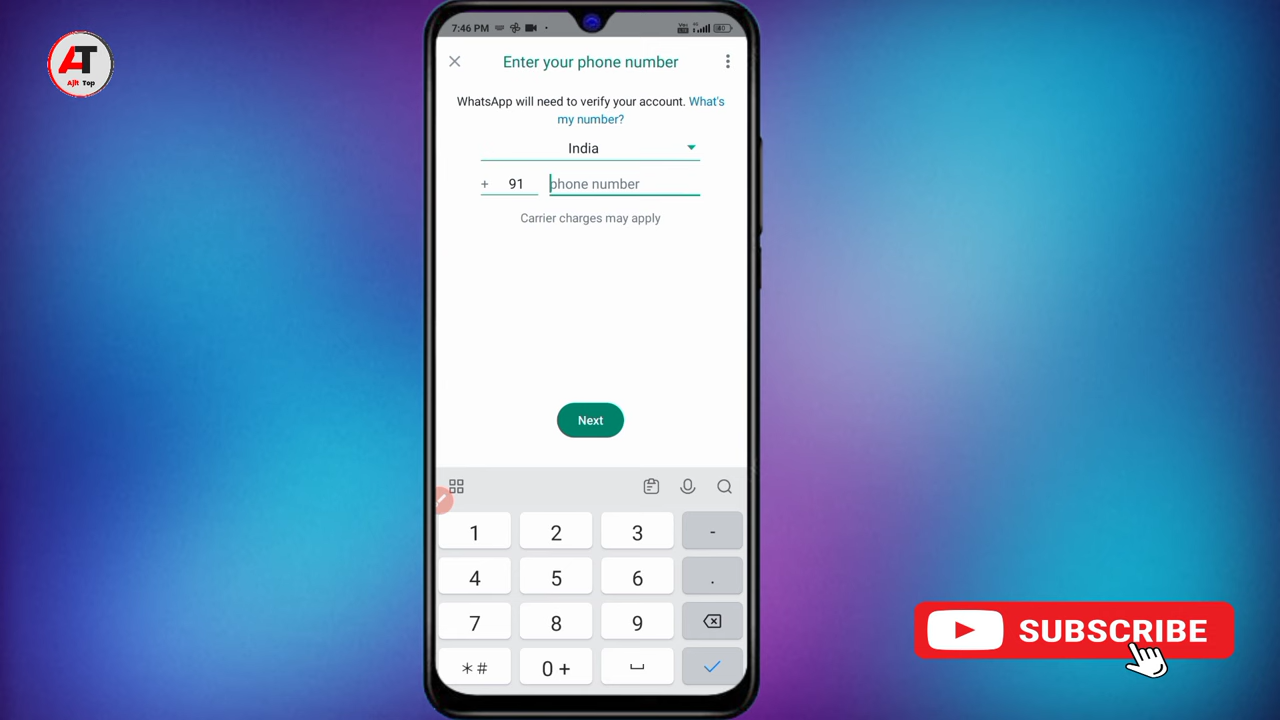 AT
Ajit Top
7:46 PM
Enter your phone number
WhatsApp will need to verify your account. What's
my number?
India
+ 91 phone number
Carrier charges may apply
Next
1 2 3 -
4 5 6 .
7 8 9
*# 0 +
SUBSCRIBE